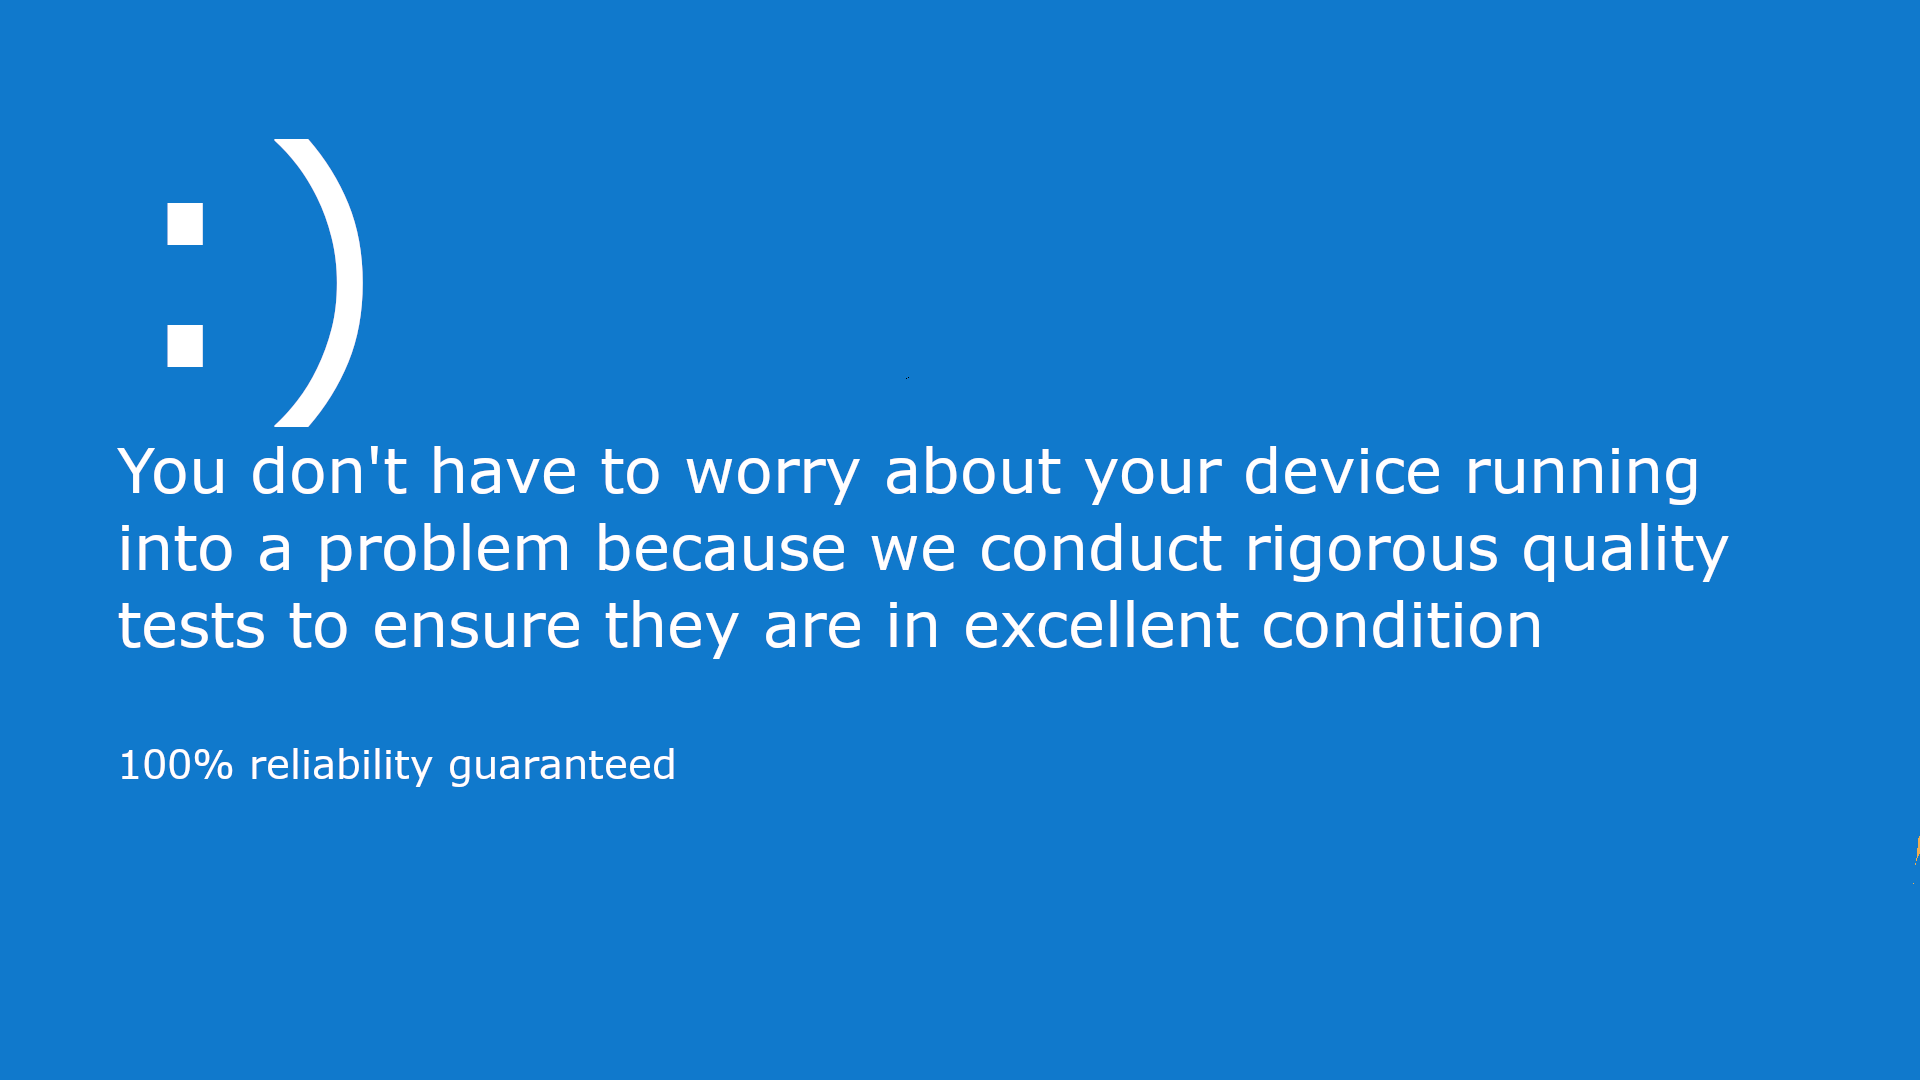 :)
You don't have to worry about your device running
into a problem because we conduct rigorous quality
tests to ensure they are in excellent condition
100% reliability guaranteed